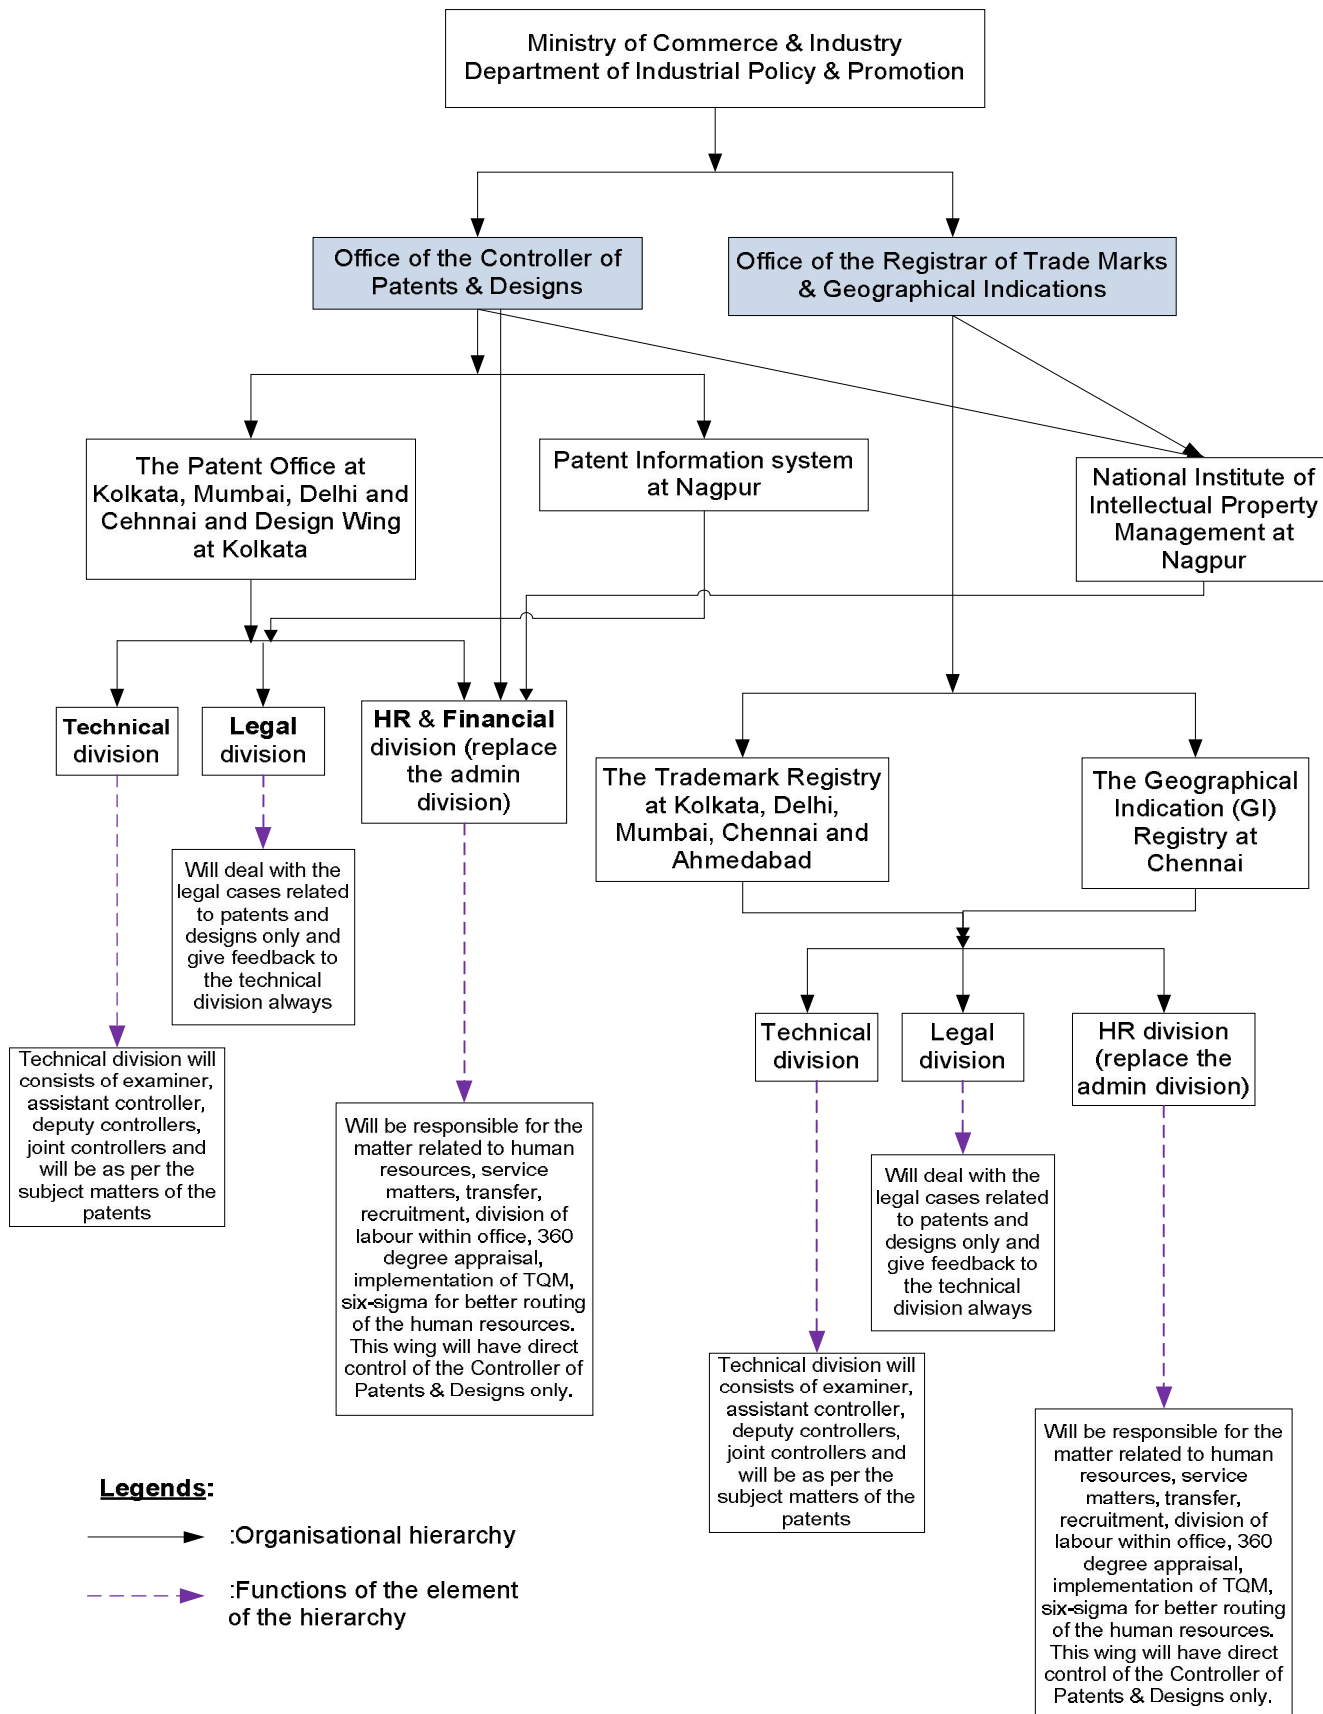 Ministry of Commerce & Industry
Department of Industrial Policy & Promotion
Office of the Controller of
Patents & Designs
Office of the Registrar of Trade Marks
& Geographical Indications
The Patent Office at
Kolkata, Mumbai, Delhi and
Cehnnai and Design Wing
at Kolkata
Patent Information system
at Nagpur
National Institute of
Intellectual Property
Management at
Nagpur
Technical
division
Legal
division
HR & Financial
division (replace
the admin
division)
The Trademark Registry
at Kolkata, Delhi,
Mumbai, Chennai and
Ahmedabad
The Geographical
Indication (GI)
Registry at
Chennai
Will deal with the
legal cases related
to patents and
designs only and
give feedback to
the technical
division always
Technical division will
consists of examiner,
assistant controller,
deputy controllers,
joint controllers and
will be as per the
subject matters of the
patents
Will be responsible for the
matter related to human
resources, service
matters, transfer,
recruitment, division of
labour within office, 360
degree appraisal,
implementation of TQM,
six-sigma for better routing
of the human resources.
This wing will have direct
control of the Controller of
Patents & Designs only.
Technical
division
Legal
division
HR division
(replace the
admin division)
Will deal with the
legal cases related
to patents and
designs only and
give feedback to
the technical
division always
Technical division will
consists of examiner,
assistant controller,
deputy controllers,
joint controllers and
will be as per the
subject matters of the
patents
Will be responsible for the
matter related to human
resources, service
matters, transfer,
recruitment, division of
labour within office, 360
degree appraisal,
implementation of TQM,
six-sigma for better routing
of the human resources.
This wing will have direct
control of the Controller of
Patents & Designs only.
Legends:
:Organisational hierarchy
:Functions of the element
of the hierarchy